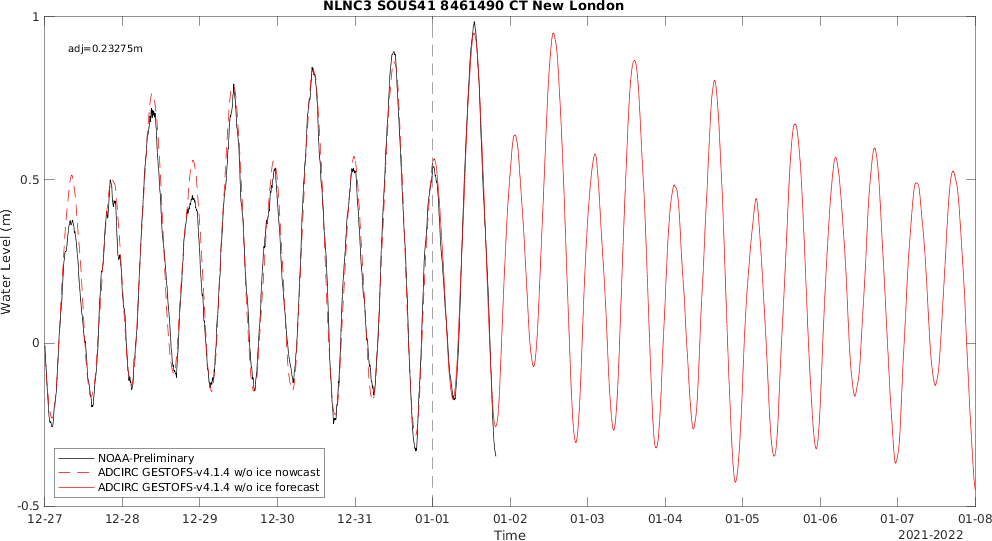 NLNC3 SOUS41 8461490 CT New London
adj=0.23275m
Water Level (m)
1
0.5
0
-0.5
NOAA-Preliminary
ADCIRC GESTOFS-v4.1.4 w/o ice nowcast
ADCIRC GESTOFS-v4.1.4 w/o ice forecast
12-27 12-28 12-29 12-30 12-31 01-01 01-02 01-03 01-04 01-05 01-06 01-07 01-08
Time
2021-2022